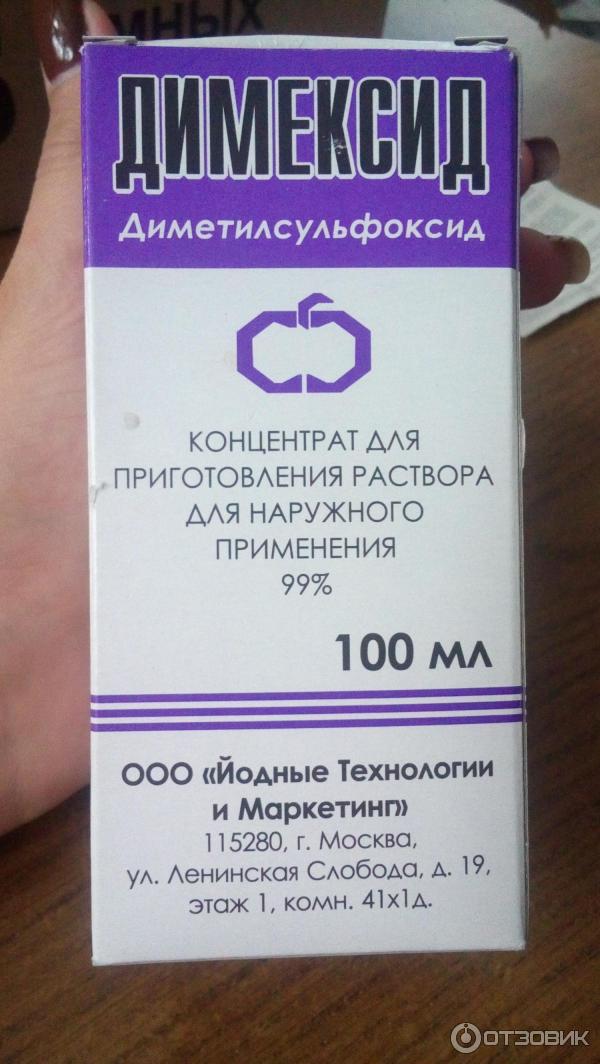 МНЫХ
ДИМЕКСИД
Диметилсульфоксид
КОНЦЕНТРАТ ДЛЯ
ПРИГОТОВЛЕНИЯ РАСТВОРА
ДЛЯ НАРУЖНОГО
ПРИМЕНЕНИЯ
99%
100 мл
ООО «Йодные Технологии
и Маркетинг»
115280, г. Москва,
ул. Ленинская Слобода, д. 19,
этаж 1, комн. 41х1д.
ОТЗОВИК